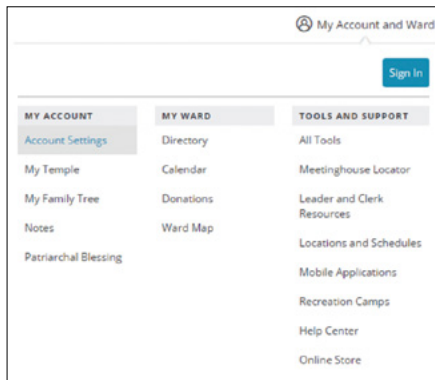 My Account and Ward
Sign In
MY ACCOUNT
Account Settings
My Temple
My Family Tree
Notes
Patriarchal Blessing
MY WARD
Directory
Calendar
Donations
Ward Map
TOOLS AND SUPPORT
All Tools
Meetinghouse Locator
Leader and Clerk
Resources
Locations and Schedules
Mobile Applications
Recreation Camps
Help Center
Online Store